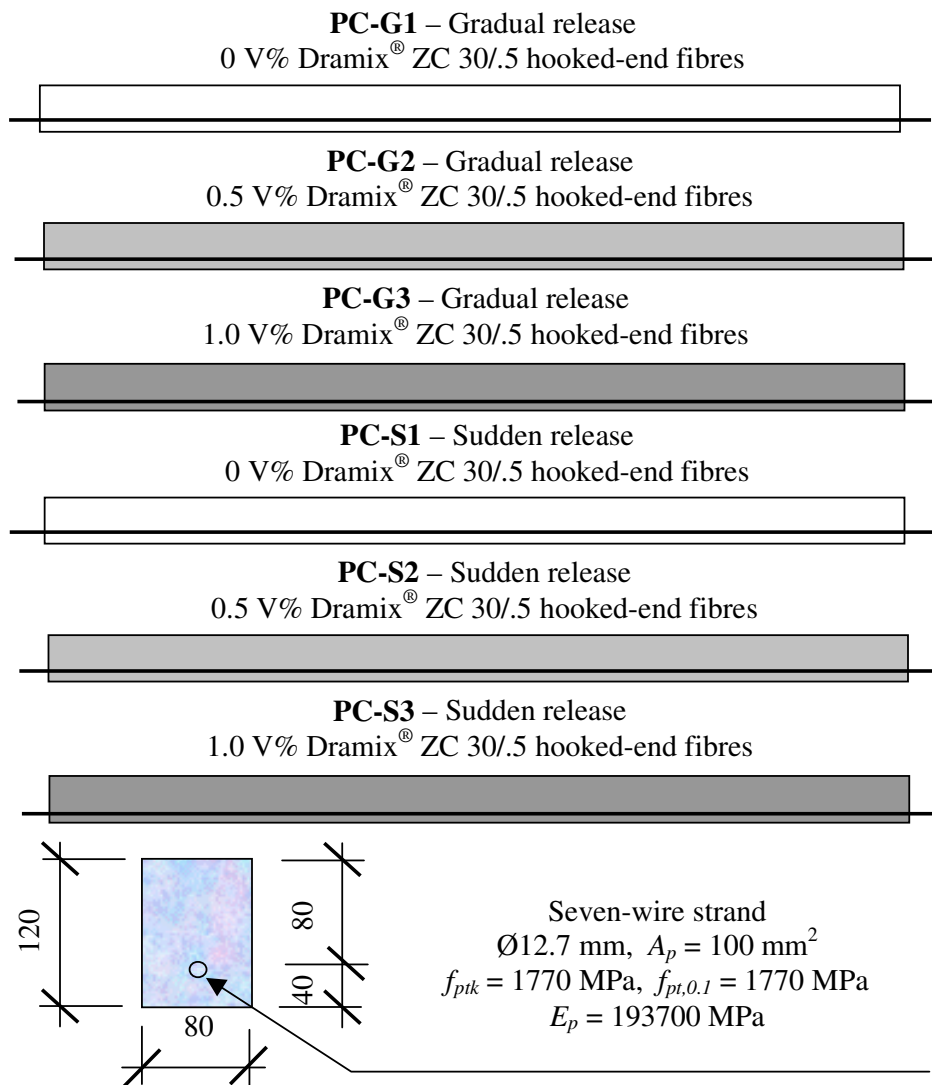 PC-G1 – Gradual release
0 V% Dramix® ZC 30/.5 hooked-end fibres
PC-G2 – Gradual release
0.5 V% Dramix® ZC 30/.5 hooked-end fibres
PC-G3 – Gradual release
1.0 V% Dramix® ZC 30/.5 hooked-end fibres
PC-S1 – Sudden release
0 V% Dramix® ZC 30/.5 hooked-end fibres
PC-S2 – Sudden release
0.5 V% Dramix® ZC 30/.5 hooked-end fibres
PC-S3 – Sudden release
1.0 V% Dramix® ZC 30/.5 hooked-end fibres
120
80
40
80
Seven-wire strand
Ø12.7 mm, Ap = 100 mm²
fptk = 1770 MPa, fpt,0.1 = 1770 MPa
Ep = 193700 MPa